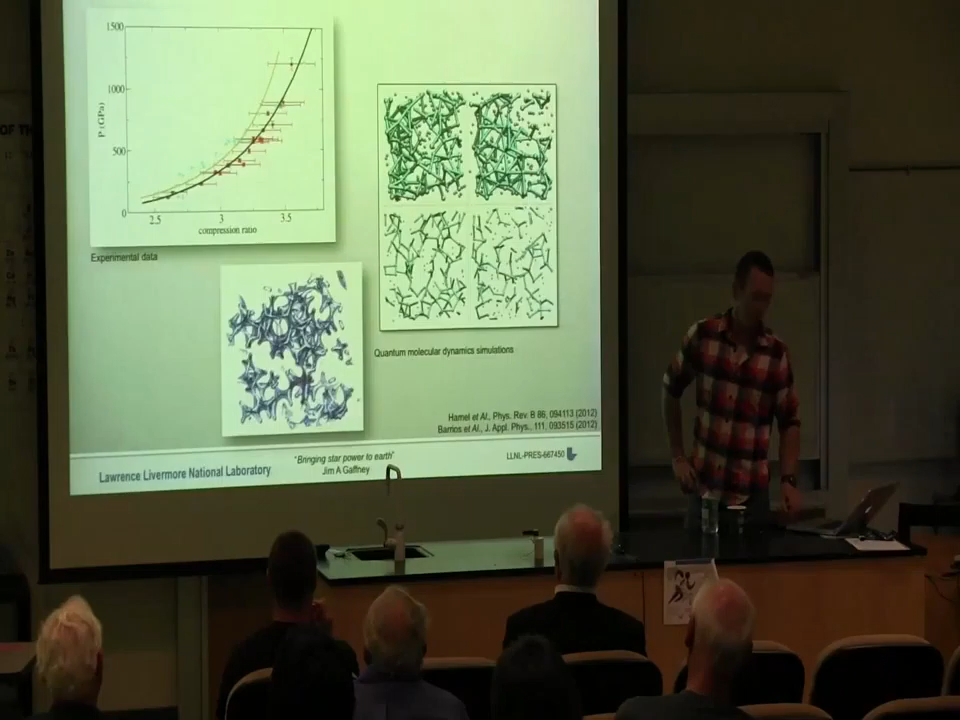 1500
1000
500
0
P (GPa)
2.5
3
3.5
compression ratio
Experimental data
Quantum molecular dynamics simulations
Hamel et Al., Phys. Rev. B 86, 094113 (2012)
Barrios et Al., J. Appl. Phys., 111, 093515 (2012)
Lawrence Livermore National Laboratory
"Bringing star power to earth"
Jim A Gaffney
LLNL-PRES-667450
OF TH